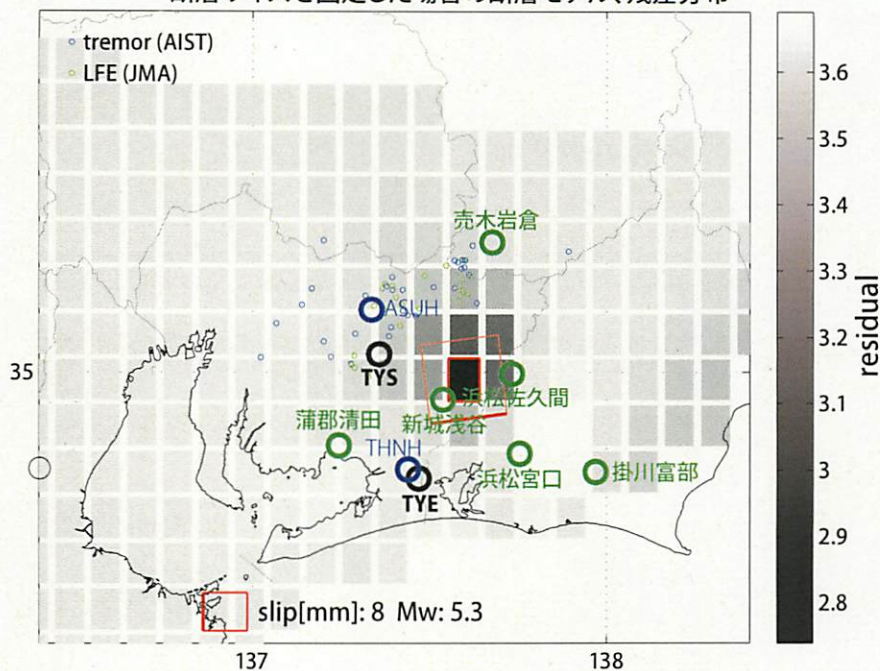 tremor (AIST)
LFE (JMA)
売木岩倉
ASUH
TYS
浜松佐久間
新城浅谷
蒲郡清田
THNH
TYE
浜松宮口
掛川富部
slip[mm]: 8 Mw: 5.3
35
137
138
3.6
3.5
3.4
3.3
3.2
3.1
3
2.9
2.8
residual